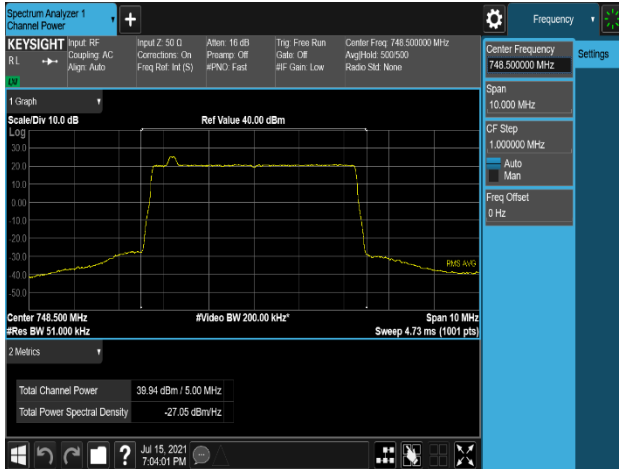 Spectrum Analyzer 1
Channel Power
Frequency
KEYSIGHT
RL
LW
Input: RF
Coupling: AC
Align: Auto
Input Z: 50 Ω
Corrections: On
Freq Ref: Int (S)
Atten: 16 dB
Preamp: Off
#PNO: Fast
Trig: Free Run
Gate: Off
#IF Gain: Low
Center Freq: 748.500000 MHz
Avg|Hold: 500/500
Radio Std: None
Center Frequency
748.500000 MHz
Settings
Span
10.000 MHz
CF Step
1.000000 MHz
Auto
Man
Freq Offset
0 Hz
1 Graph
Scale/Div 10.0 dB
Ref Value 40.00 dBm
Log
30.0
20.0
10.0
0.00
-10.0
-20.0
-30.0
-40.0
-50.0
RMS AVG
Center 748.500 MHz
#Video BW 200.00 kHz*
Span 10 MHz
#Res BW 51.000 kHz
Sweep 4.73 ms (1001 pts)
2 Metrics
Total Channel Power 39.94 dBm / 5.00 MHz
Total Power Spectral Density -27.05 dBm/Hz
Jul 15, 2021
7:04:01 PM